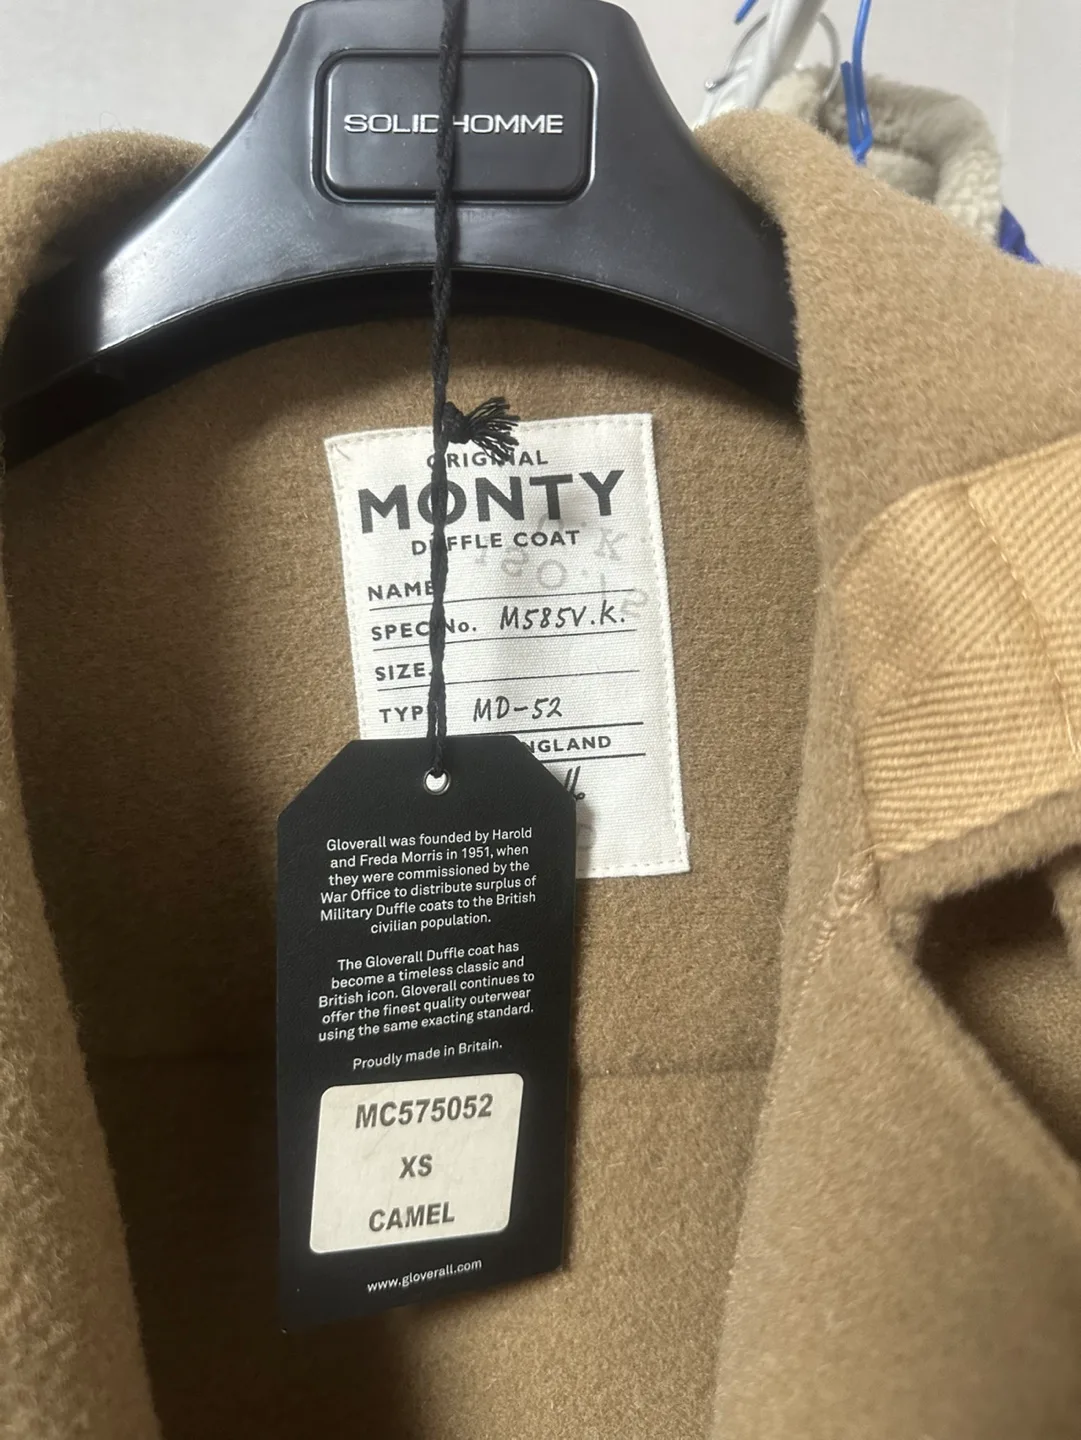 SOLID HOMME
ORIGINAL
MONTY
DUFFLE COAT
NAME
SPEC No. M585V.K.
SIZE
TYPE MD-52
ENGLAND
Gloverall was founded by Harold
and Freda Morris in 1951, when
they were commissioned by the
War Office to distribute surplus of
Military Duffle coats to the British
civilian population.
The Gloverall Duffle coat has
become a timeless classic and
British icon. Gloverall continues to
offer the finest quality outerwear
using the same exacting standard.
Proudly made in Britain.
MC575052
XS
CAMEL
www.gloverall.com